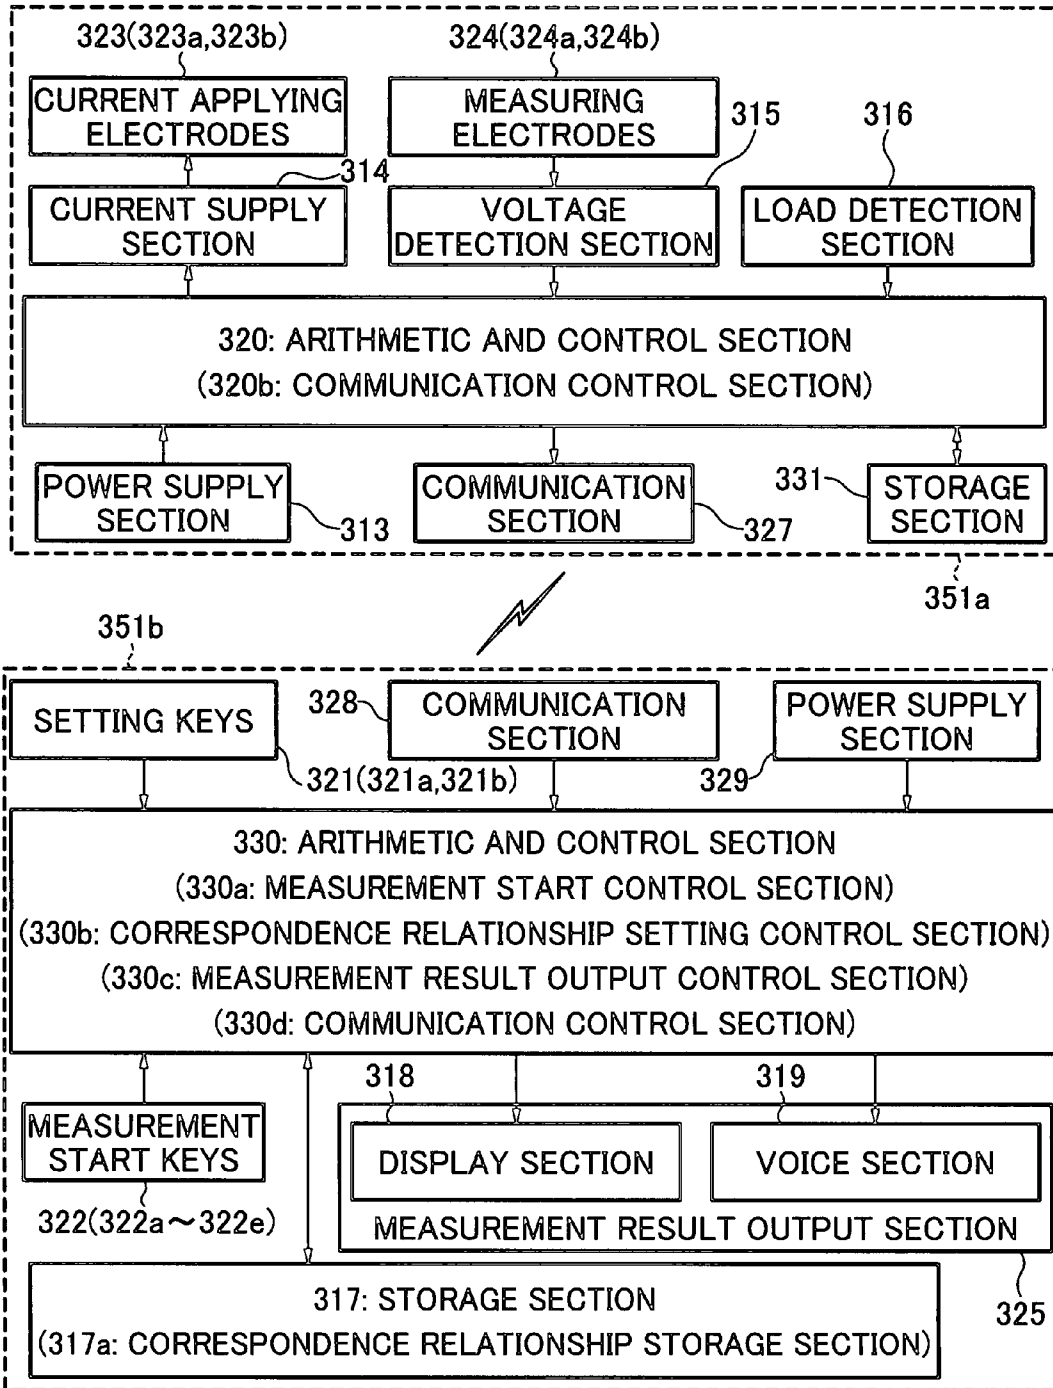 323(323a,323b)
324(324a,324b)
CURRENT APPLYING
ELECTRODES
MEASURING
ELECTRODES
315
316
314
CURRENT SUPPLY
SECTION
VOLTAGE
DETECTION SECTION
LOAD DETECTION
SECTION
320: ARITHMETIC AND CONTROL SECTION
(320b: COMMUNICATION CONTROL SECTION)
POWER SUPPLY
SECTION
313
COMMUNICATION
SECTION
327
331
STORAGE
SECTION
351a
351b
SETTING KEYS
321(321a,321b)
328
COMMUNICATION
SECTION
POWER SUPPLY
SECTION
329
330: ARITHMETIC AND CONTROL SECTION
(330a: MEASUREMENT START CONTROL SECTION)
(330b: CORRESPONDENCE RELATIONSHIP SETTING CONTROL SECTION)
(330c: MEASUREMENT RESULT OUTPUT CONTROL SECTION)
(330d: COMMUNICATION CONTROL SECTION)
318
319
MEASUREMENT
START KEYS
322(322a～322e)
DISPLAY SECTION
VOICE SECTION
MEASUREMENT RESULT OUTPUT SECTION
325
317: STORAGE SECTION
(317a: CORRESPONDENCE RELATIONSHIP STORAGE SECTION)